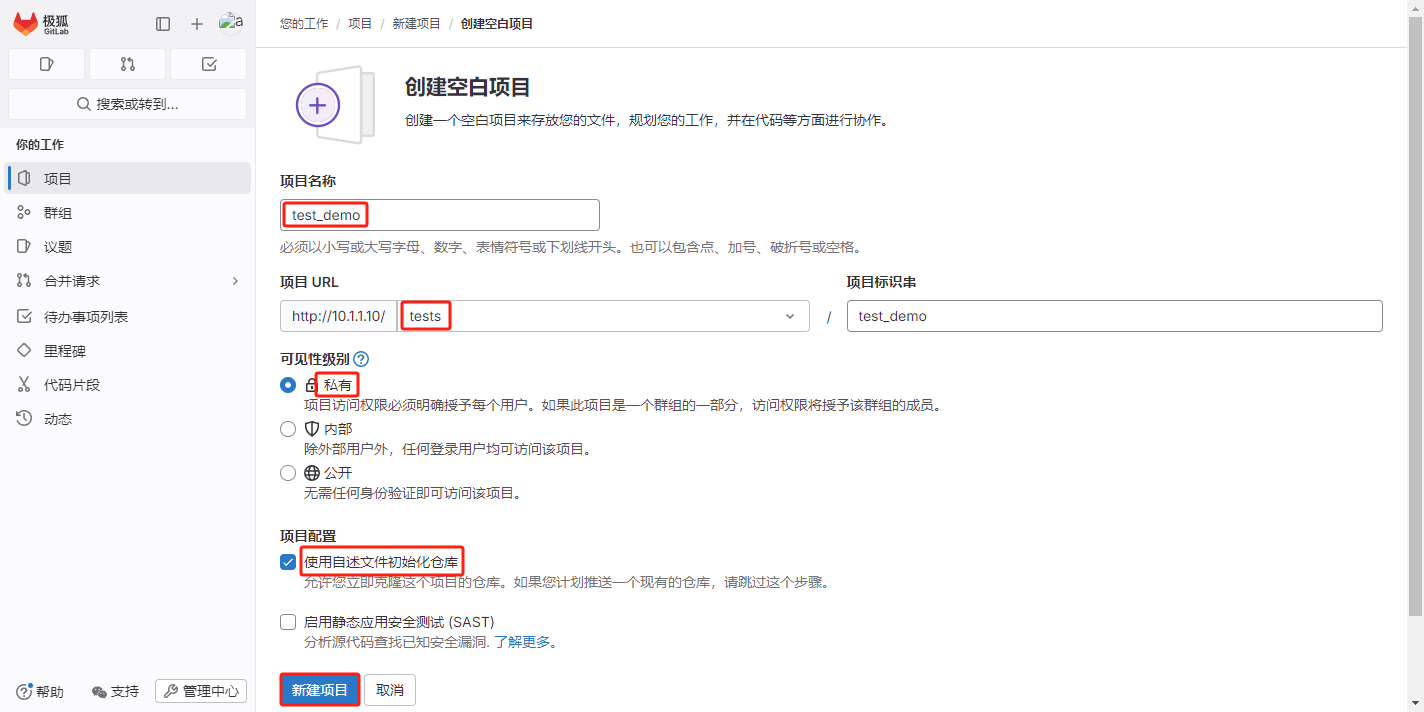 极狐
GitLab
a
搜索或转到...
你的工作
项目
群组
议题
合并请求
待办事项列表
里程碑
代码片段
动态
帮助
支持
管理中心
您的工作 / 项目 / 新建项目 / 创建空白项目
创建空白项目
创建一个空白项目来存放您的文件，规划您的工作，并在代码等方面进行协作。
项目名称
test_demo
必须以小写或大写字母、数字、表情符号或下划线开头。也可以包含点、加号、破折号或空格。
项目 URL
http://10.1.1.10/ tests /
项目标识串
test_demo
可见性级别
私有
项目访问权限必须明确授予每个用户。如果此项目是一个群组的一部分，访问权限将授予该群组的成员。
内部
除外部用户外，任何登录用户均可访问该项目。
公开
无需任何身份验证即可访问该项目。
项目配置
使用自述文件初始化仓库
允许您立即克隆这个项目的仓库。如果您计划推送一个现有的仓库，请跳过这个步骤。
启用静态应用安全测试 (SAST)
分析源代码查找已知安全漏洞. 了解更多。
新建项目 取消